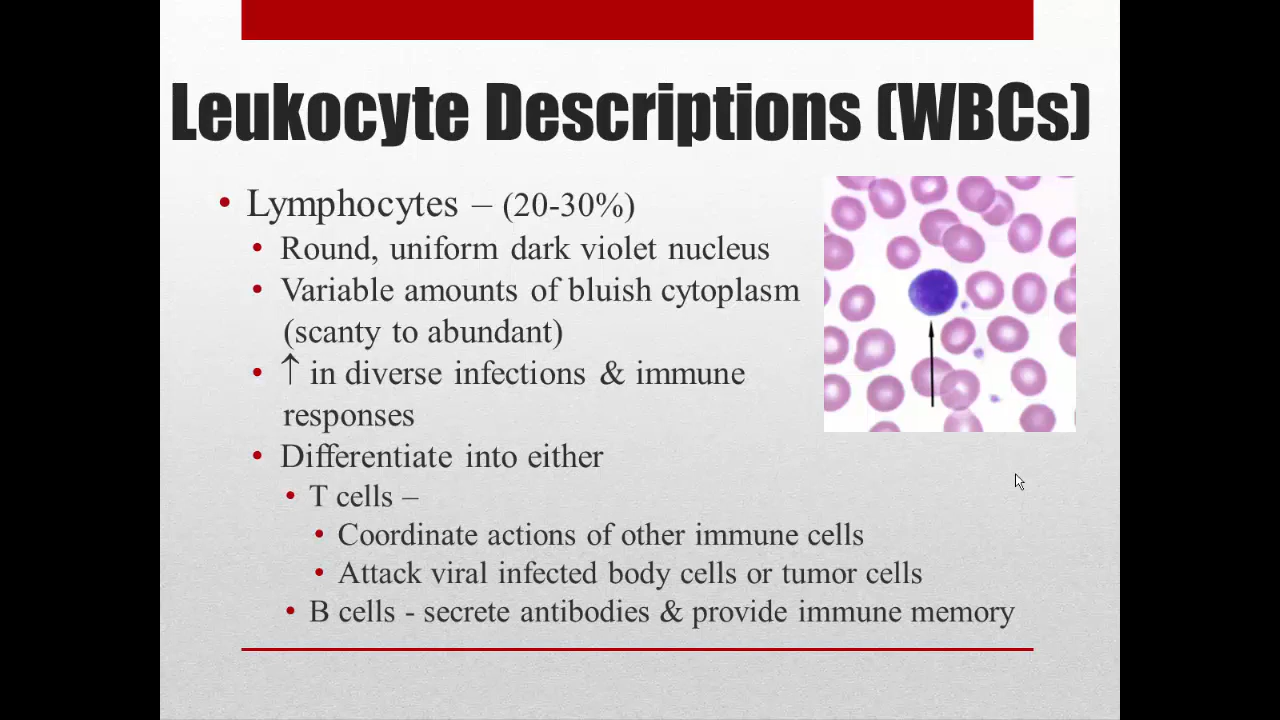 Leukocyte Descriptions (WBCs)
• Lymphocytes – (20-30%)
• Round, uniform dark violet nucleus
• Variable amounts of bluish cytoplasm
(scanty to abundant)
• ↑ in diverse infections & immune
responses
• Differentiate into either
• T cells –
• Coordinate actions of other immune cells
• Attack viral infected body cells or tumor cells
• B cells - secrete antibodies & provide immune memory